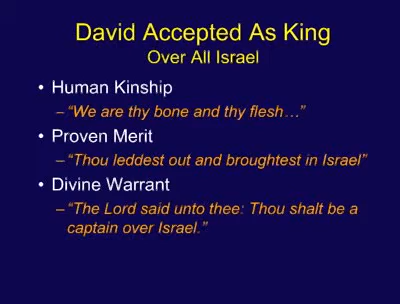 David Accepted As King
Over All Israel
• Human Kinship
– “We are thy bone and thy flesh…”
• Proven Merit
– “Thou leddest out and broughtest in Israel”
• Divine Warrant
– “The Lord said unto thee: Thou shalt be a
captain over Israel.”